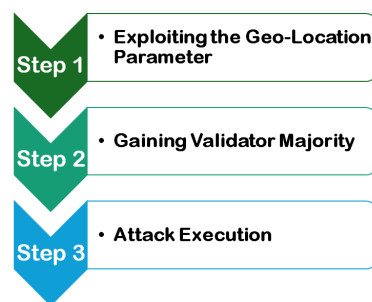 Step 1
• Exploiting the Geo-Location
Parameter
Step 2
• Gaining Validator Majority
Step 3
• Attack Execution